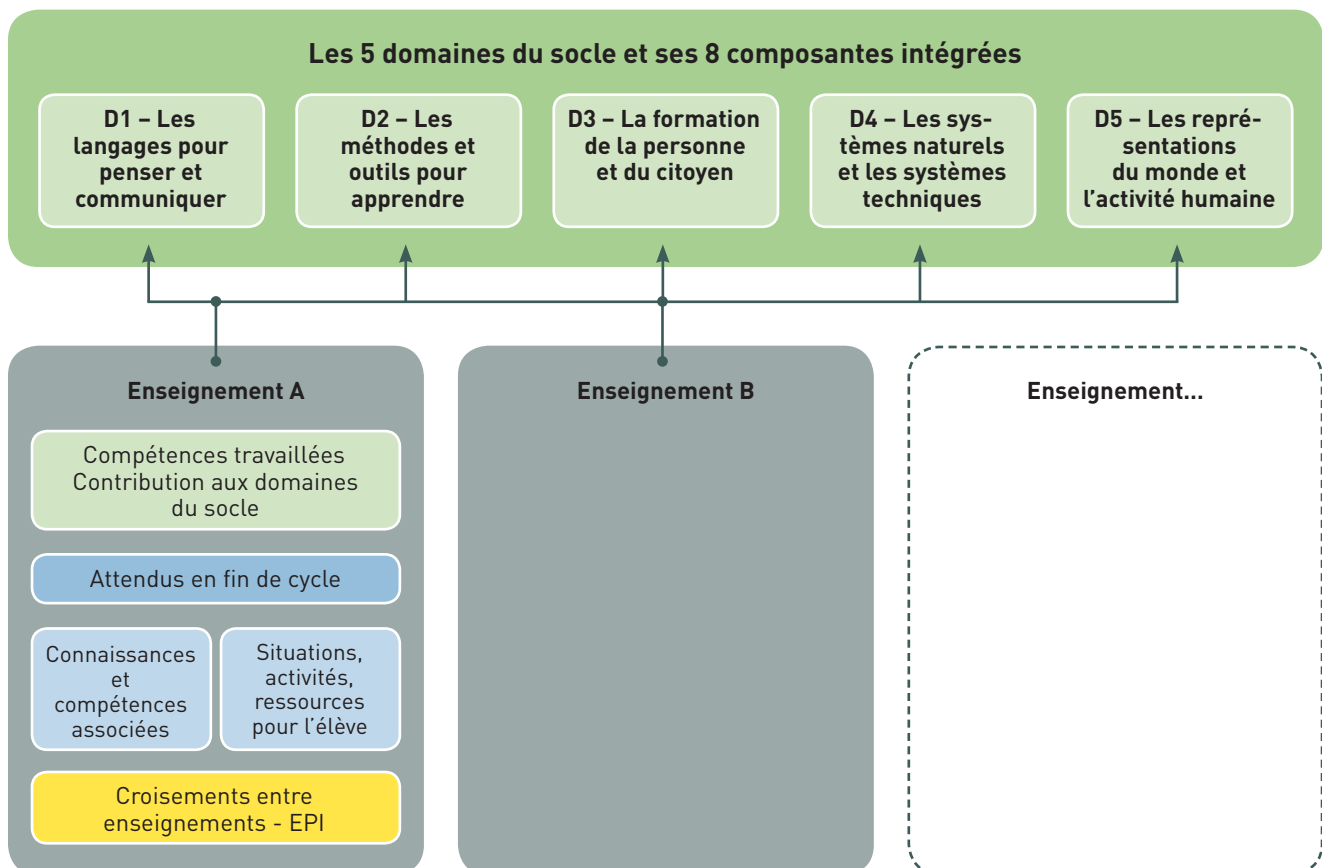 Les 5 domaines du socle et ses 8 composantes intégrées
D1 – Les
langages pour
penser et
communiquer
D2 – Les
méthodes et
outils pour
apprendre
D3 – La formation
de la personne
et du citoyen
D4 – Les sys-
tèmes naturels
et les systèmes
techniques
D5 – Les repré-
sentations
du monde et
l’activité humaine
Enseignement A
Compétences travaillées
Contribution aux domaines
du socle
Attendus en fin de cycle
Connaissances
et
compétences
associées
Situations,
activités,
ressources
pour l’élève
Croisements entre
enseignements - EPI
Enseignement B
Enseignement...